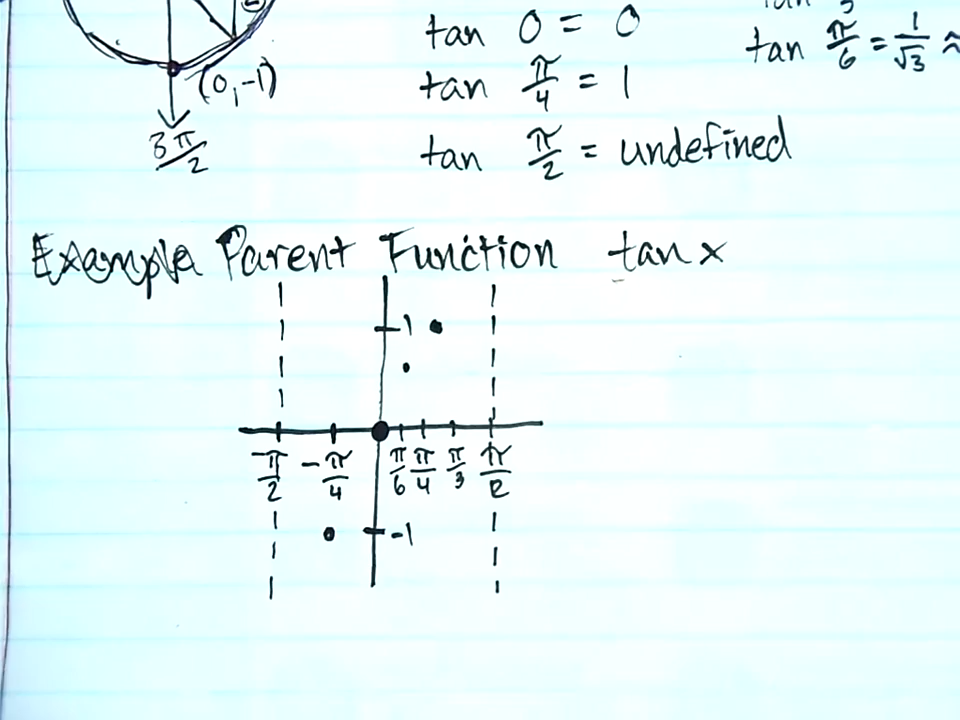 tan 0 = 0
tan π/4 = 1
tan π/2 = undefined
tan π/6 = 1/√3 ≈
(0,-1)
3π/2
Example Parent Function tan x
1
-π/2 -π/4 π/6 π/4 π/3 π/2
-1